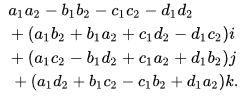 a₁a₂ − b₁b₂ − c₁c₂ − d₁d₂
+ (a₁b₂ + b₁a₂ + c₁d₂ − d₁c₂)i
+ (a₁c₂ − b₁d₂ + c₁a₂ + d₁b₂)j
+ (a₁d₂ + b₁c₂ − c₁b₂ + d₁a₂)k.